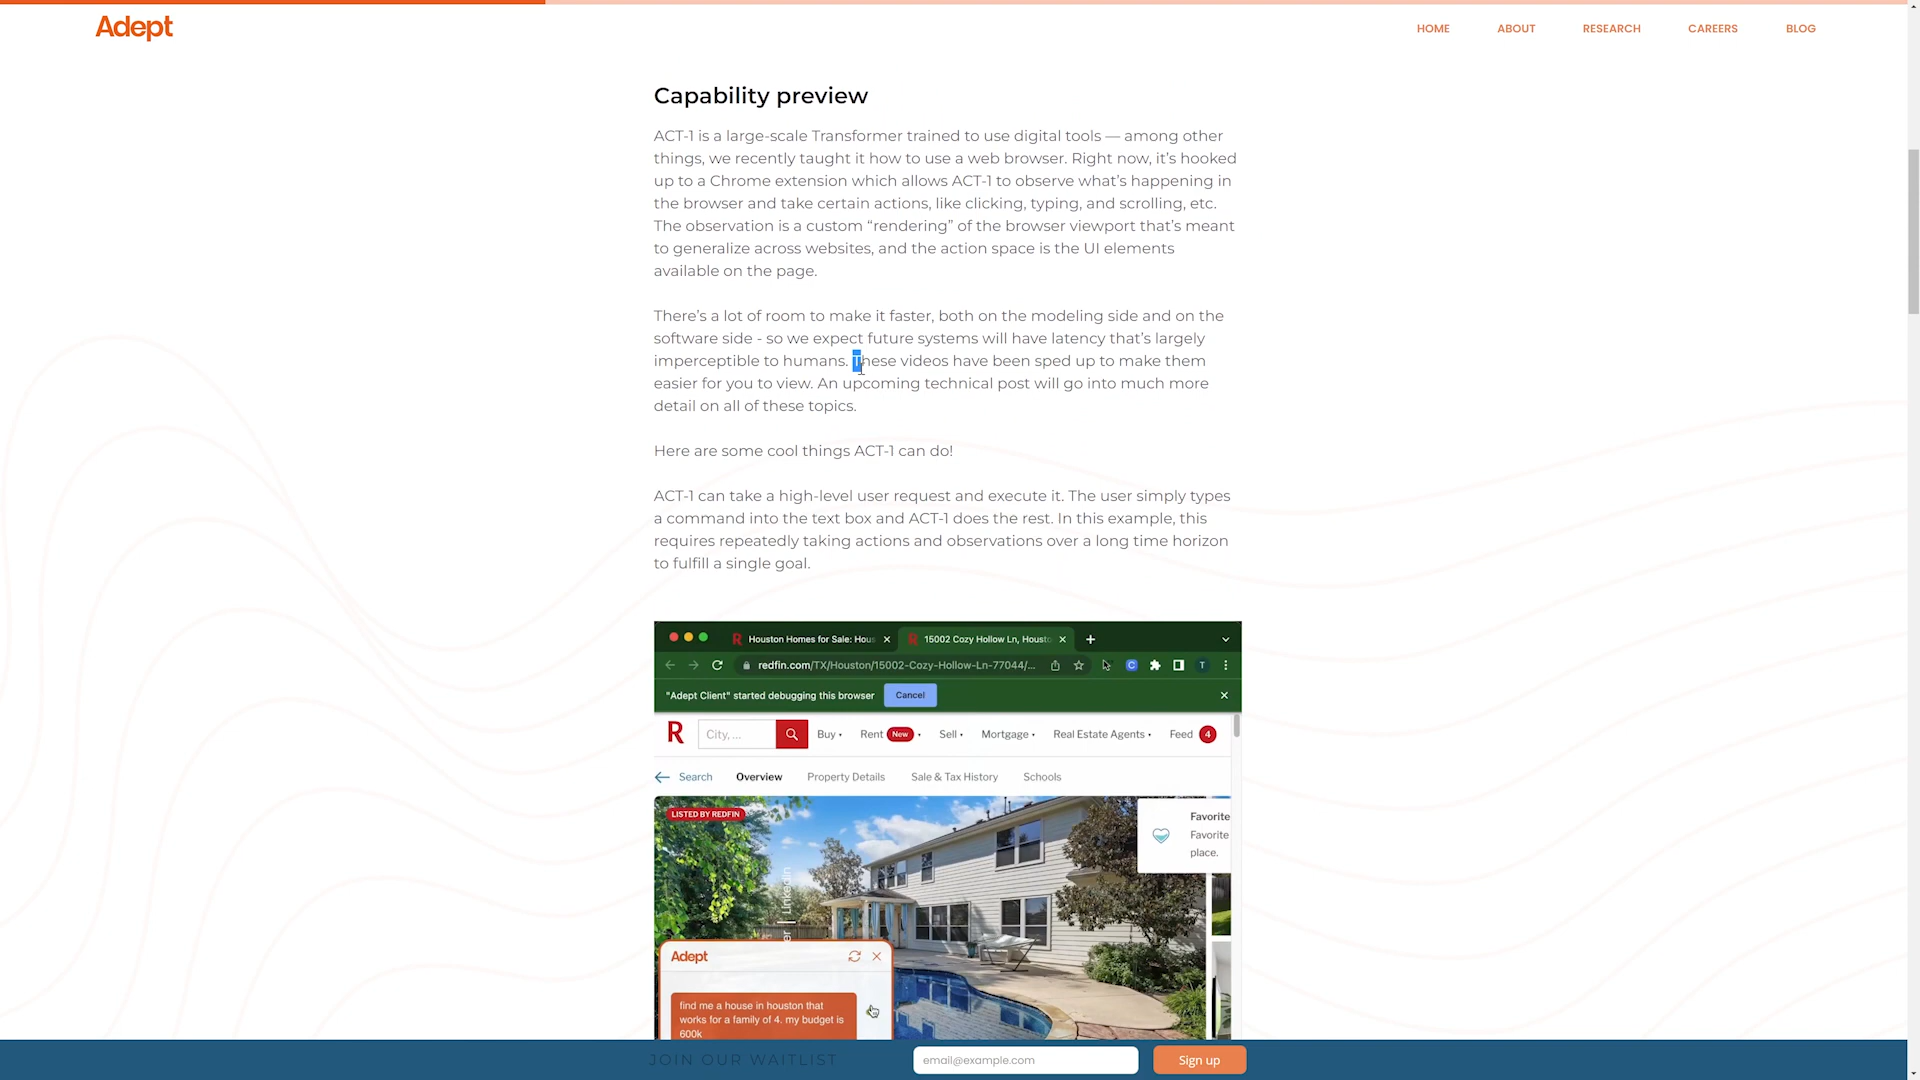 Adept
HOME ABOUT RESEARCH CAREERS BLOG
Capability preview
ACT-1 is a large-scale Transformer trained to use digital tools — among other
things, we recently taught it how to use a web browser. Right now, it’s hooked
up to a Chrome extension which allows ACT-1 to observe what’s happening in
the browser and take certain actions, like clicking, typing, and scrolling, etc.
The observation is a custom “rendering” of the browser viewport that’s meant
to generalize across websites, and the action space is the UI elements
available on the page.
There’s a lot of room to make it faster, both on the modeling side and on the
software side - so we expect future systems will have latency that’s largely
imperceptible to humans. These videos have been sped up to make them
easier for you to view. An upcoming technical post will go into much more
detail on all of these topics.
Here are some cool things ACT-1 can do!
ACT-1 can take a high-level user request and execute it. The user simply types
a command into the text box and ACT-1 does the rest. In this example, this
requires repeatedly taking actions and observations over a long time horizon
to fulfill a single goal.
R Houston Homes for Sale: Hous R 15002 Cozy Hollow Ln, Housto
redfin.com/TX/Houston/15002-Cozy-Hollow-Ln-77044/... C T
"Adept Client" started debugging this browser Cancel
R City, ... Buy Rent New Sell Mortgage Real Estate Agents Feed 4
Search Overview Property Details Sale & Tax History Schools
LISTED BY REDFIN
Favorite
Favorite
place.
er | LinkedIn
Adept
find me a house in houston that
works for a family of 4. my budget is
600k
JOIN OUR WAITLIST email@example.com Sign up